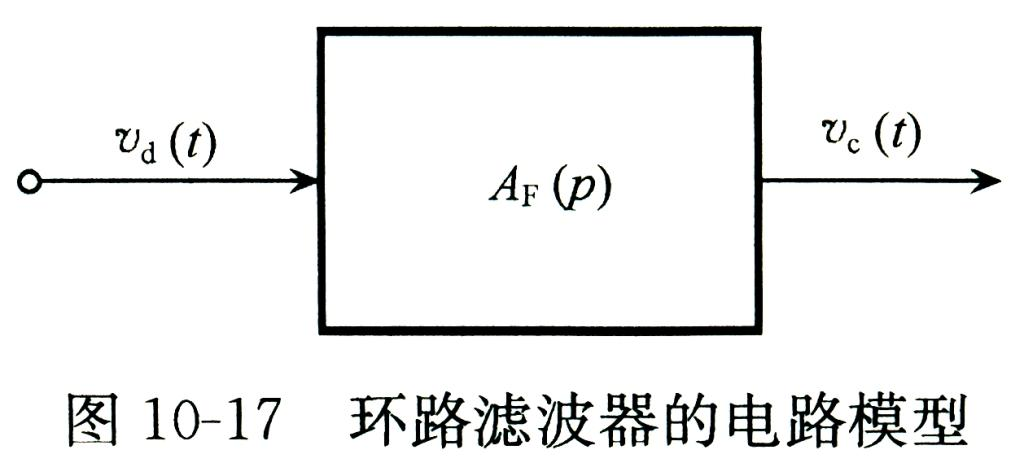 v_d (t)
A_F (p)
v_c (t)
图 10-17 环路滤波器的电路模型